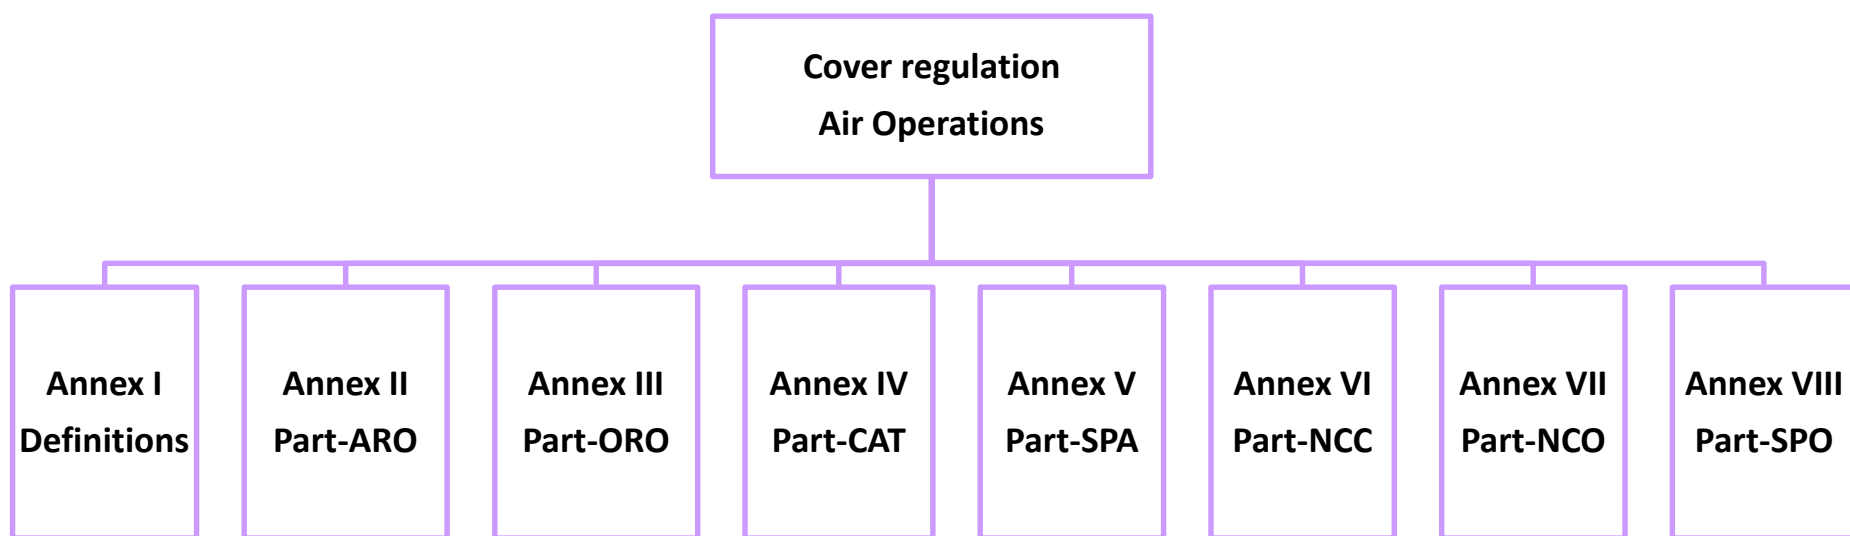 Cover regulation
Air Operations
Annex I
Definitions
Annex II
Part-ARO
Annex III
Part-ORO
Annex IV
Part-CAT
Annex V
Part-SPA
Annex VI
Part-NCC
Annex VII
Part-NCO
Annex VIII
Part-SPO